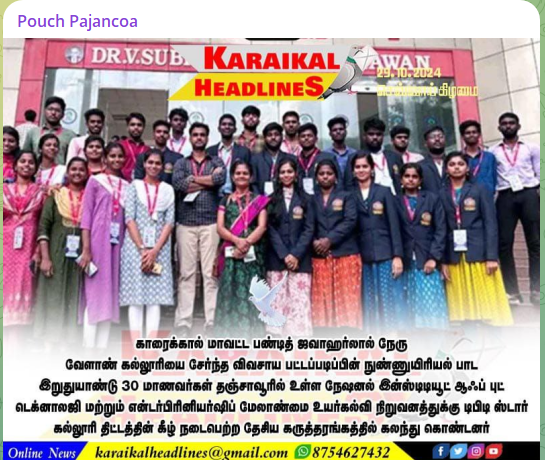 Pouch Pajancoa
DR.V.SUB
AWAN
KARAIKAL
HEADLINES
29.10.2024
செவ்வாய்கிழமை
காரைக்கால் மாவட்ட பண்டித் ஜவாஹர்லால் நேரு
வேளாண் கல்லூரியை சேர்ந்த விவசாய பட்டப்படிப்பின் நுண்ணுயிரியல் பாட
இறுதுயாண்டு 30 மாணவர்கள் தஞ்சாவூரில் உள்ள நேஷனல் இன்ஸ்டிடியூட் ஆஃப் புட்
டெக்னாலஜி மற்றும் என்டர்பிரினியர்ஷிப் மேலாண்மை உயர்கல்வி நிறுவனத்துக்கு டிபிடி ஸ்டார்
கல்லூரி திட்டத்தின் கீழ் நடைபெற்ற தேசிய கருத்தரங்கத்தில் கலந்து கொண்டனர்
Online News karaikalheadlines@gmail.com 8754627432